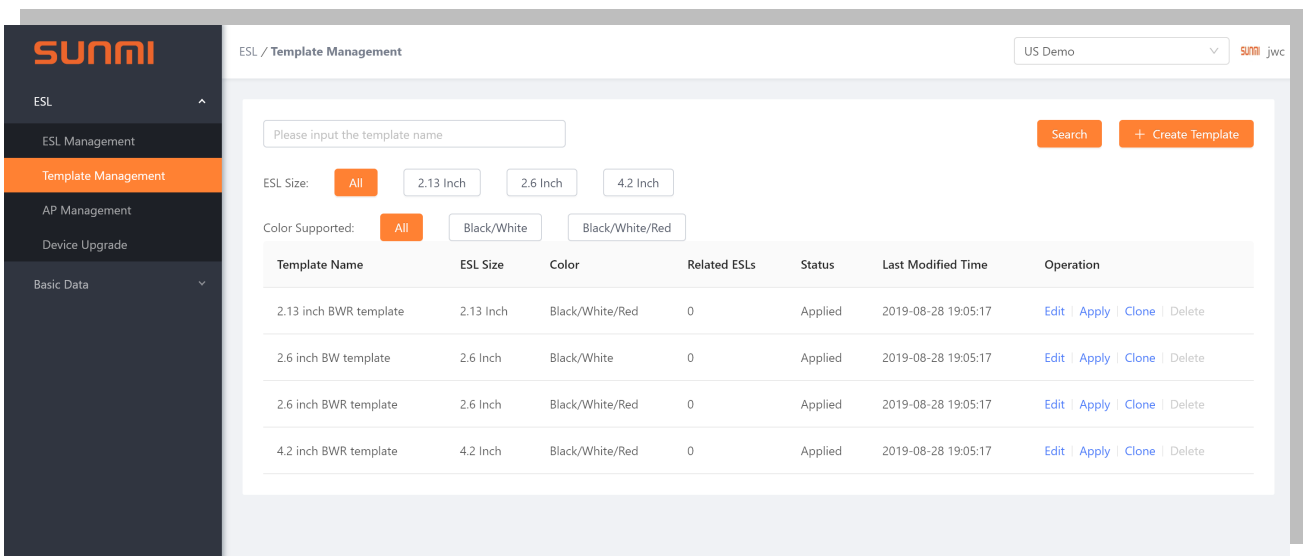 SUNMI
ESL / Template Management
US Demo
SUNMI jwc
ESL
ESL Management
Template Management
AP Management
Device Upgrade
Basic Data
Please input the template name
Search
+ Create Template
ESL Size: All 2.13 Inch 2.6 Inch 4.2 Inch
Color Supported: All Black/White Black/White/Red
Template Name ESL Size Color Related ESLs Status Last Modified Time Operation
2.13 inch BWR template 2.13 Inch Black/White/Red 0 Applied 2019-08-28 19:05:17 Edit | Apply | Clone | Delete
2.6 inch BW template 2.6 Inch Black/White 0 Applied 2019-08-28 19:05:17 Edit | Apply | Clone | Delete
2.6 inch BWR template 2.6 Inch Black/White/Red 0 Applied 2019-08-28 19:05:17 Edit | Apply | Clone | Delete
4.2 inch BWR template 4.2 Inch Black/White/Red 0 Applied 2019-08-28 19:05:17 Edit | Apply | Clone | Delete